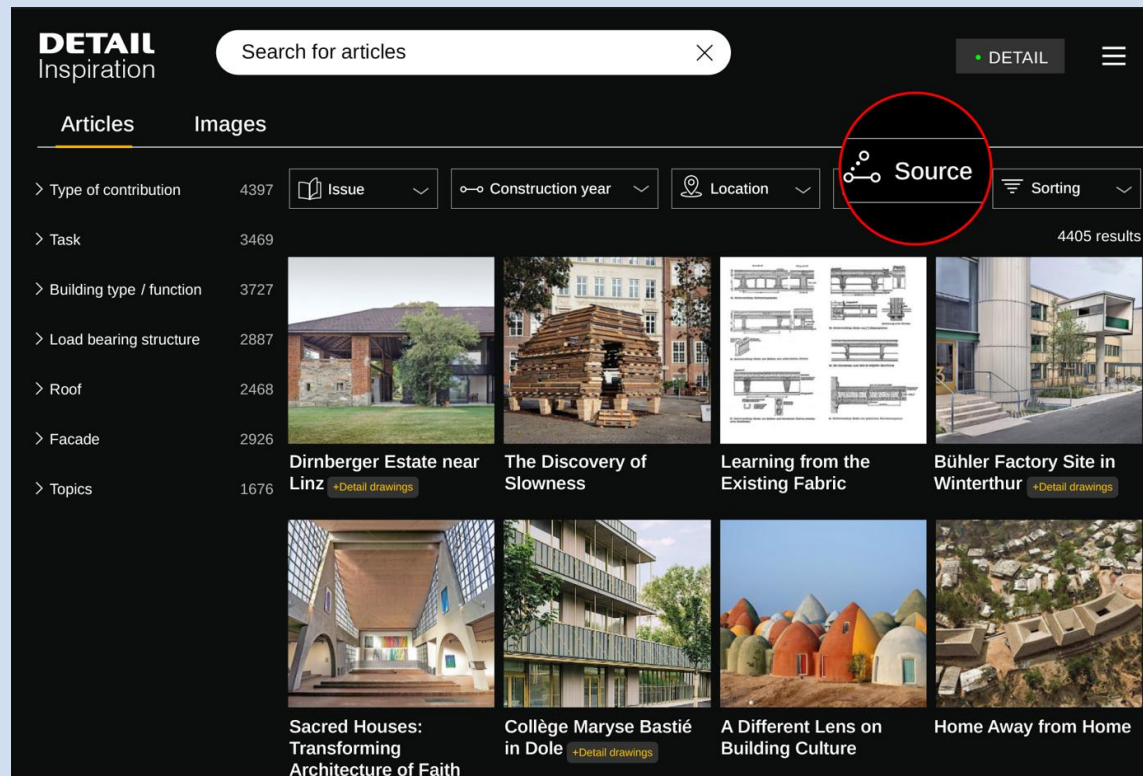 DETAIL
Inspiration
Search for articles
DETAIL
Articles
Images
Type of contribution 4397
Task 3469
Building type / function 3727
Load bearing structure 2887
Roof 2468
Facade 2926
Topics 1676
Issue
Construction year
Location
Source
Sorting
4405 results
Dirnberger Estate near
Linz +Detail drawings
The Discovery of
Slowness
Learning from the
Existing Fabric
Bühler Factory Site in
Winterthur +Detail drawings
Sacred Houses:
Transforming
Architecture of Faith
Collège Maryse Bastié
in Dole +Detail drawings
A Different Lens on
Building Culture
Home Away from Home